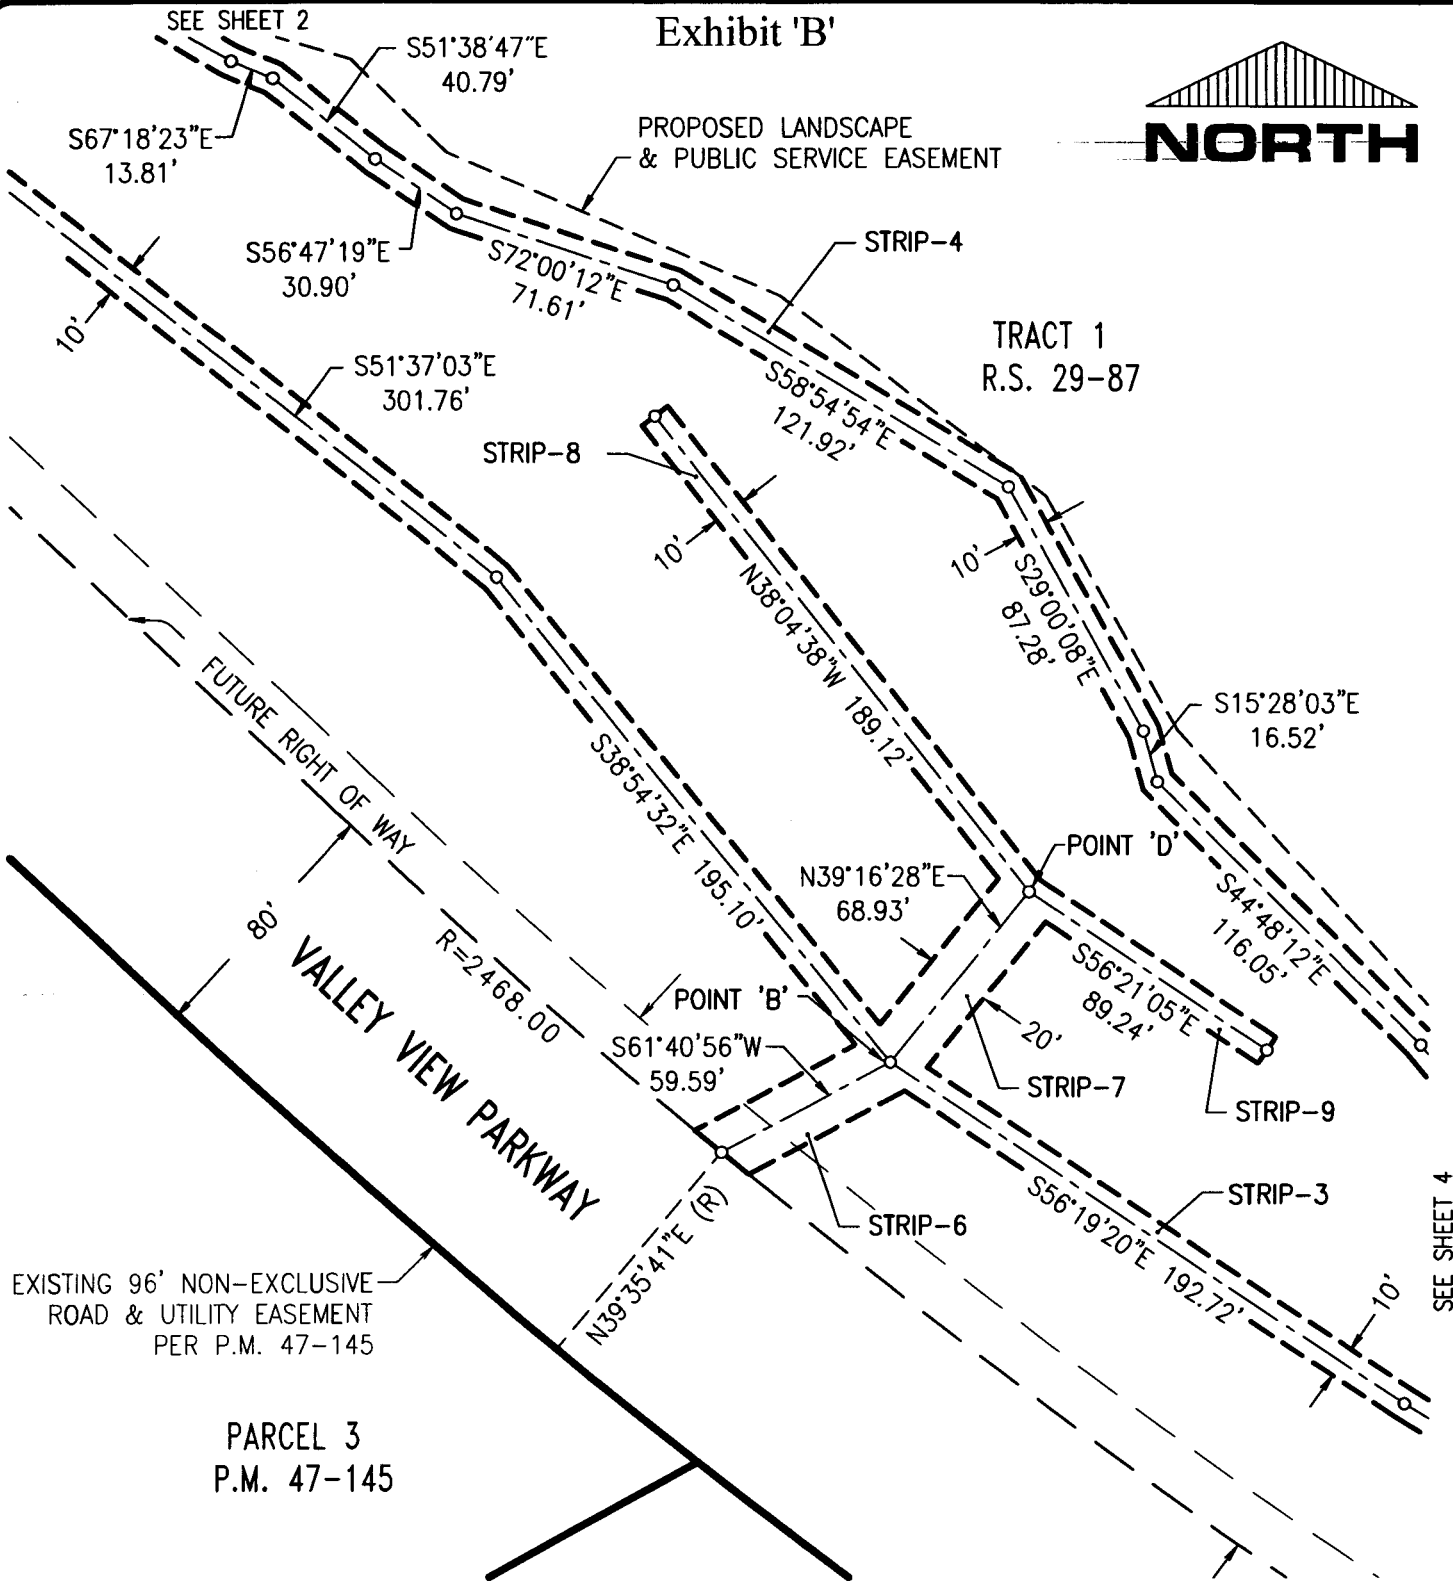 SEE SHEET 2
Exhibit 'B'
NORTH
S51°38'47"E
40.79'
S67°18'23"E
13.81'
PROPOSED LANDSCAPE
& PUBLIC SERVICE EASEMENT
S56°47'19"E
30.90'
S72°00'12"E
71.61'
STRIP-4
10'
TRACT 1
R.S. 29-87
S51°37'03"E
301.76'
S58°54'54"E
121.92'
STRIP-8
10'
10'
N38°04'38"W 189.12'
S29°00'08"E
87.28'
S15°28'03"E
16.52'
FUTURE RIGHT OF WAY
S38°54'32"E 195.10'
POINT 'D'
N39°16'28"E
68.93'
S44°48'12"E
116.05'
80'
VALLEY VIEW PARKWAY
R=2468.00
S56°21'05"E
89.24'
POINT 'B'
S61°40'56"W
59.59'
20'
STRIP-7
STRIP-9
STRIP-6
S56°19'20"E 192.72'
STRIP-3
SEE SHEET 4
N39°35'41"E (R)
10'
EXISTING 96' NON-EXCLUSIVE
ROAD & UTILITY EASEMENT
PER P.M. 47-145
PARCEL 3
P.M. 47-145